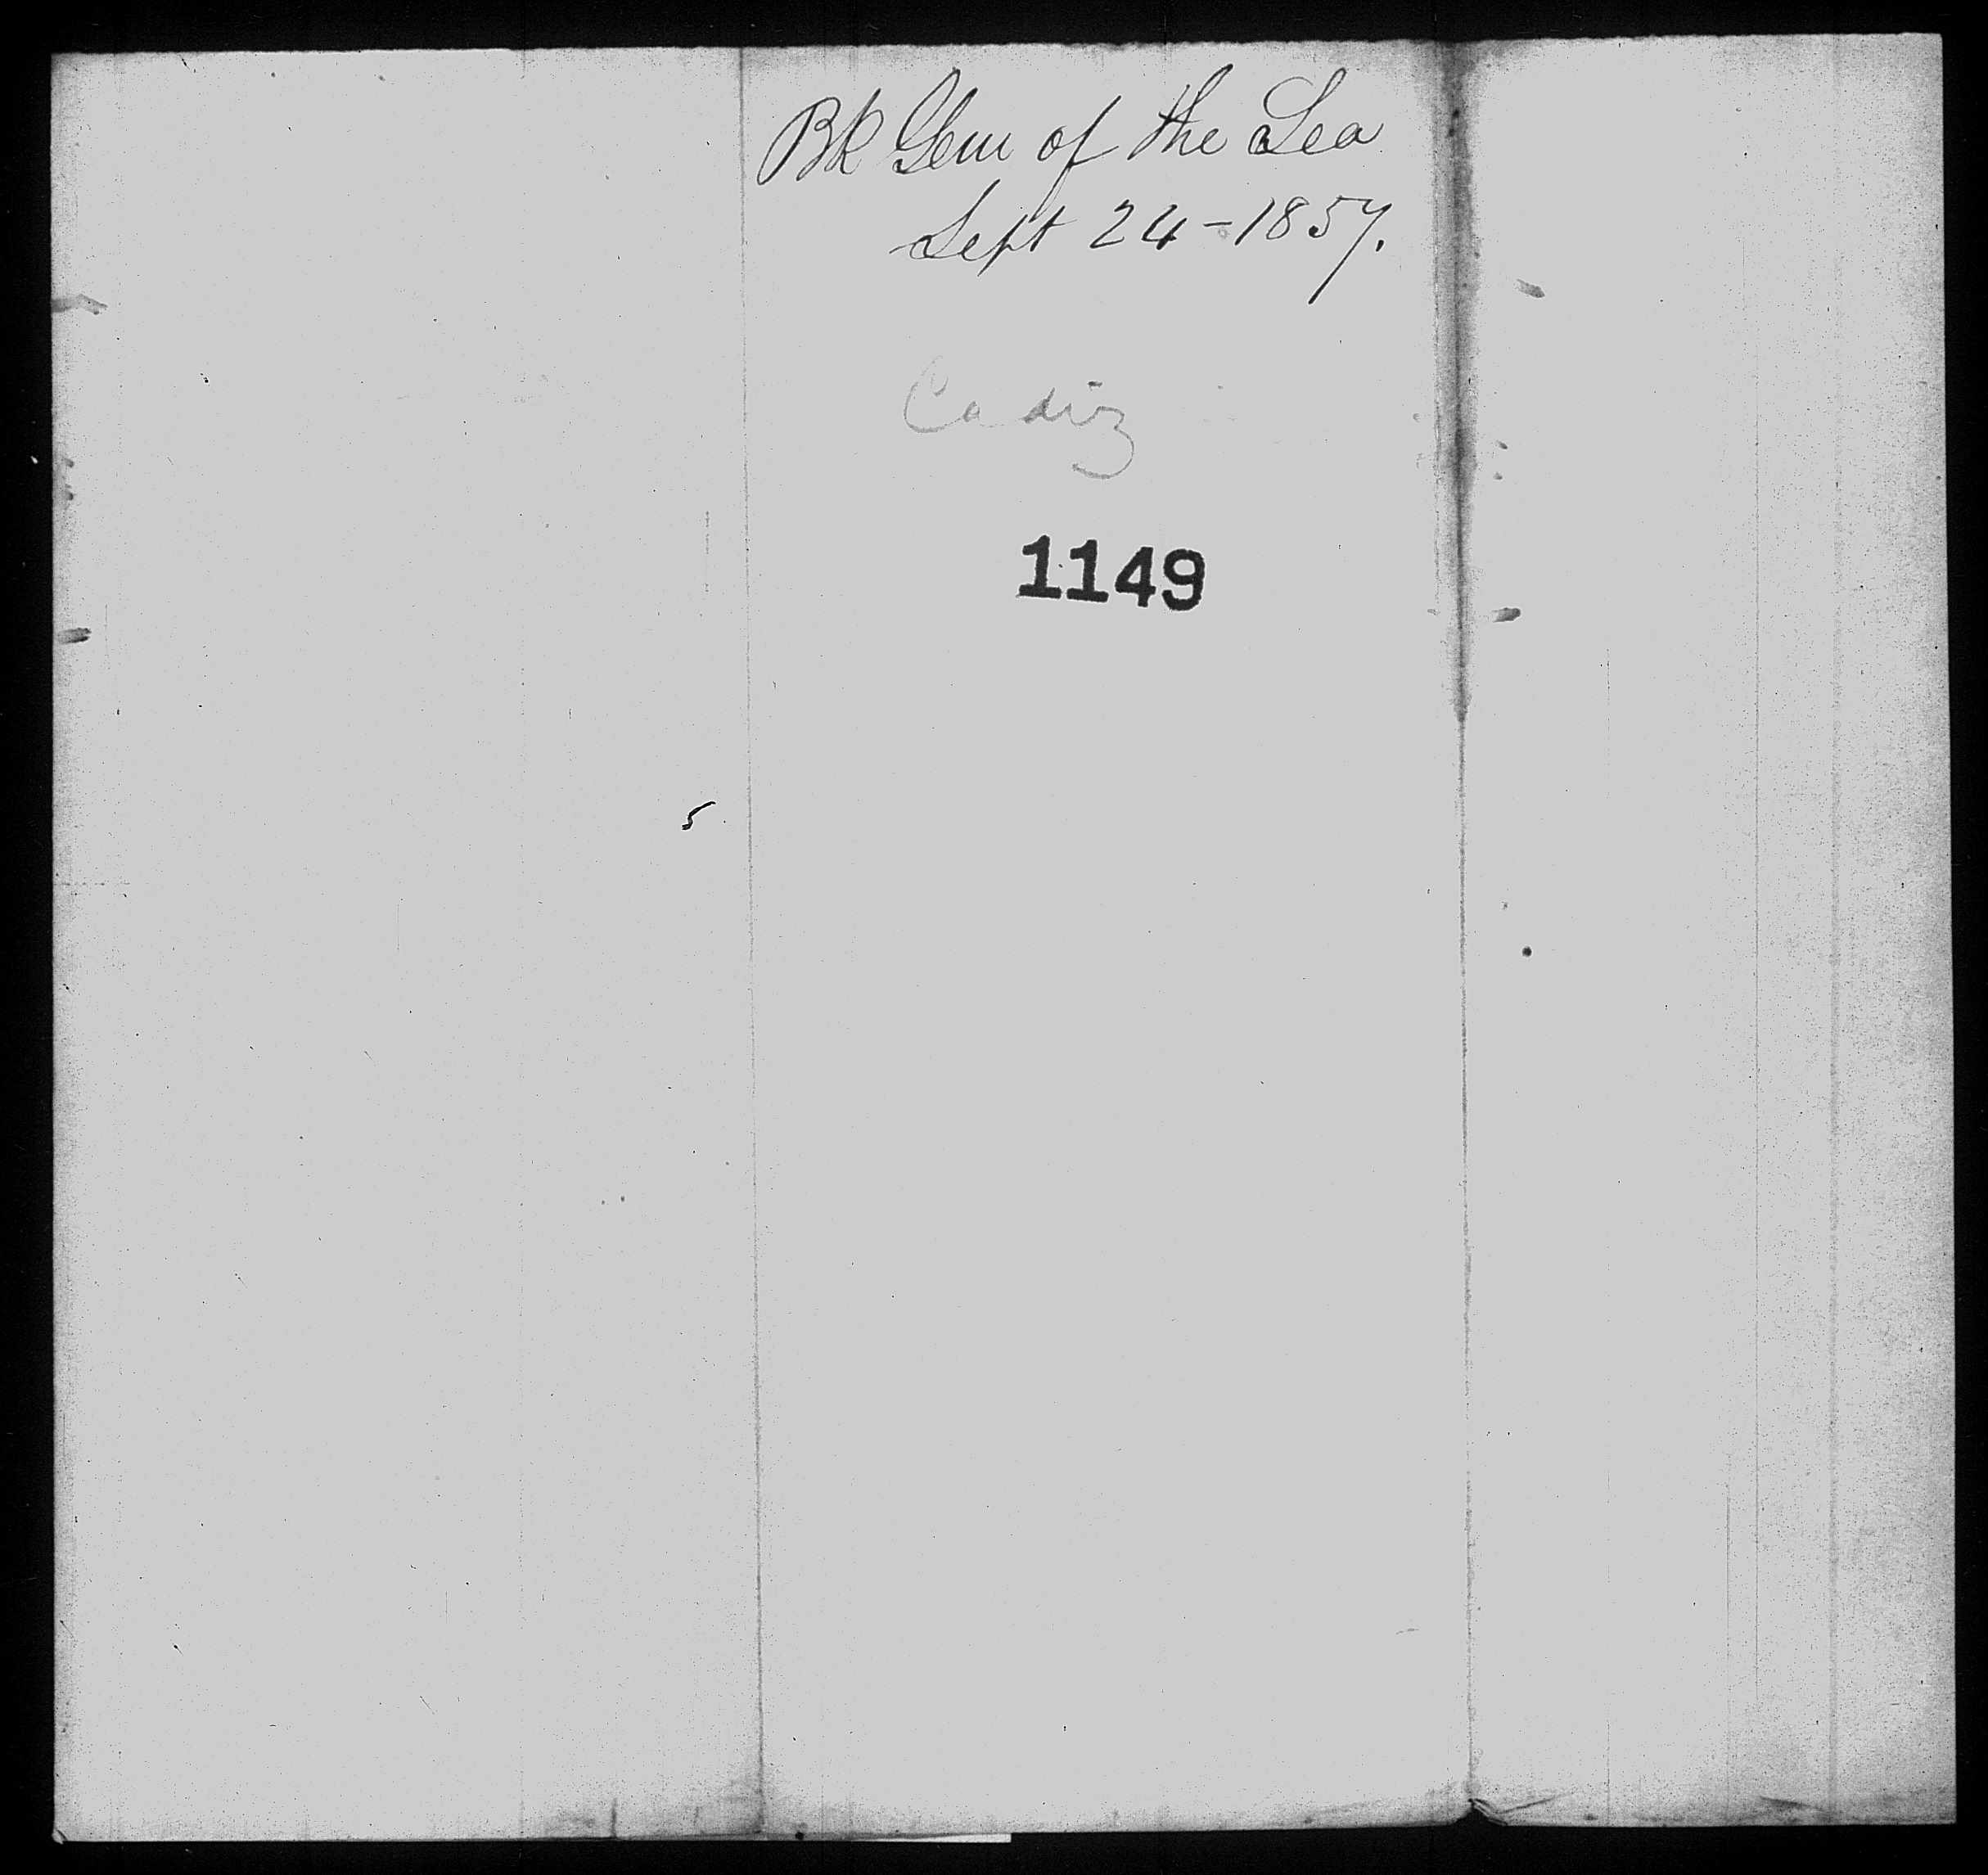 Bk Gem of the Sea
Sept 24 - 1857.
Cadiz
1149
5